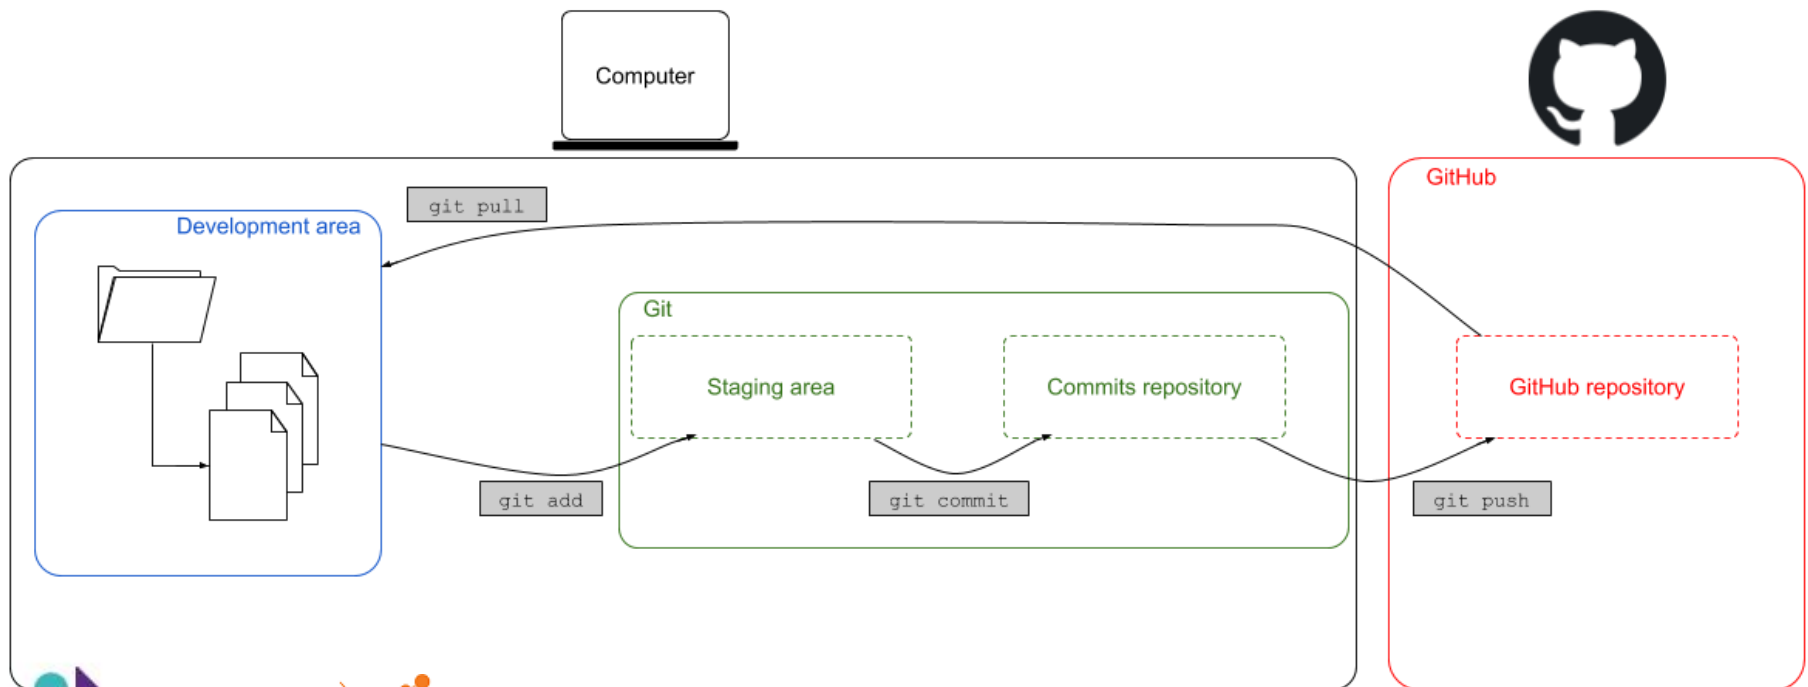 Computer
GitHub
git pull
Development area
Git
Staging area
Commits repository
GitHub repository
git add
git commit
git push